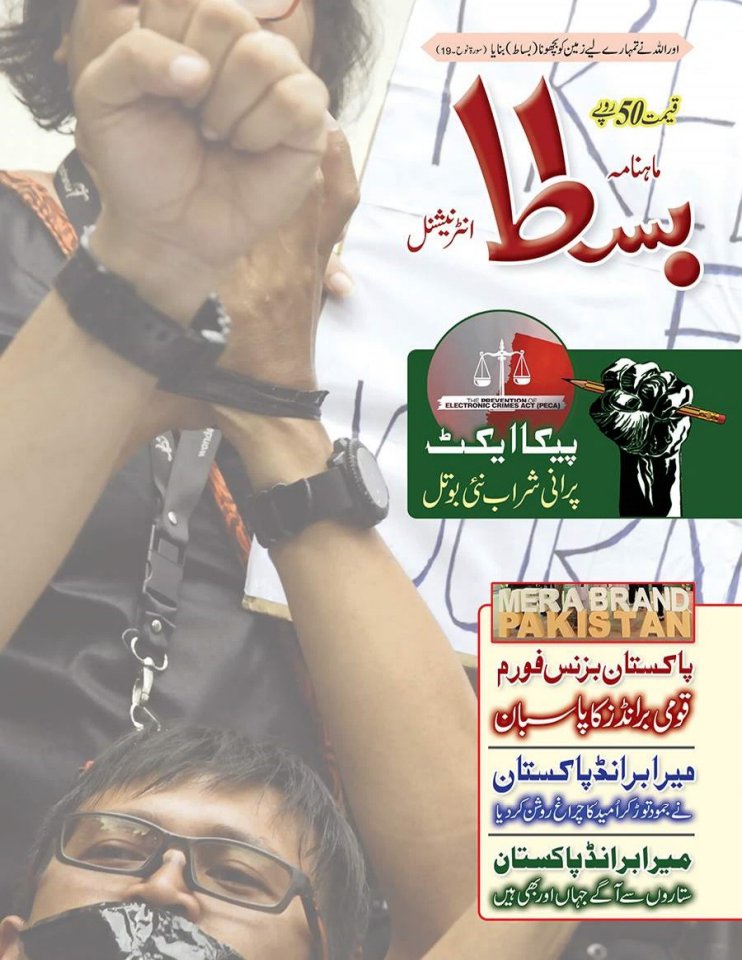 اور اللہ نے تمہارے لیے زمین کو بچھونا (بساط) بنایا (سورۃ نوح۔19)
قیمت 50 روپے
ماہنامہ
بساط
انٹرنیشنل
THE PREVENTION OF
ELECTRONIC CRIMES ACT (PECA)
پیکا ایکٹ
پرانی شراب نئی بوتل
MERA BRAND
PAKISTAN
پاکستان بزنس فورم
قومی برانڈز کا پاسبان
میرا برانڈ پاکستان
نے جمود توڑ کر اُمید کا چراغ روشن کر دیا
میرا برانڈ پاکستان
ستاروں سے آگے جہاں اور بھی ہیں